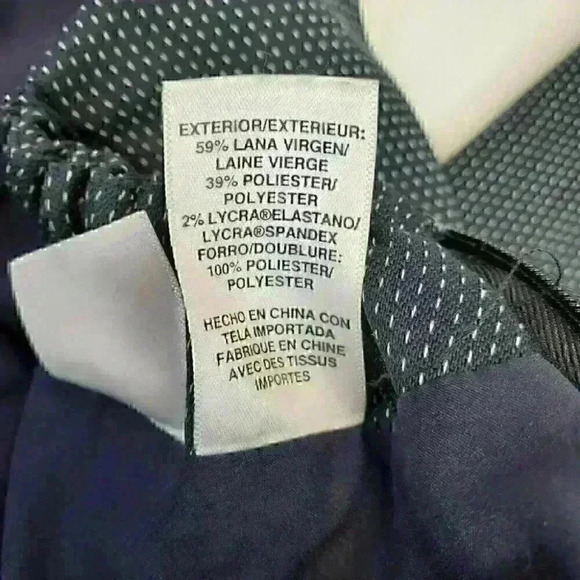 EXTERIOR/EXTERIEUR:
59% LANA VIRGEN/
LAINE VIERGE
39% POLIESTER/
POLYESTER
2% LYCRA®ELASTANO/
LYCRA®SPANDEX
FORRO/DOUBLURE:
100% POLIESTER/
POLYESTER
HECHO EN CHINA CON
TELA IMPORTADA
FABRIQUE EN CHINE
AVEC DES TISSUS
IMPORTES